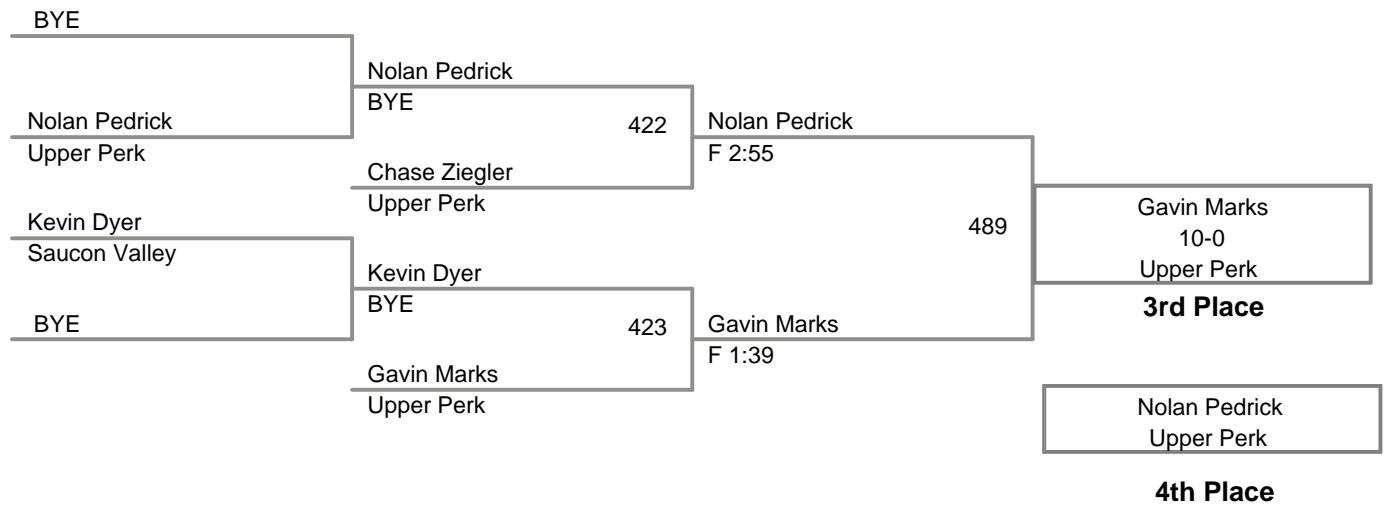 BYE
Nolan Pedrick
BYE
Nolan Pedrick
Upper Perk
422
Nolan Pedrick
F 2:55
Chase Ziegler
Upper Perk
Kevin Dyer
Saucon Valley
489
Gavin Marks
10-0
Upper Perk
3rd Place
Kevin Dyer
BYE
BYE
423
Gavin Marks
F 1:39
Gavin Marks
Upper Perk
Nolan Pedrick
Upper Perk
4th Place